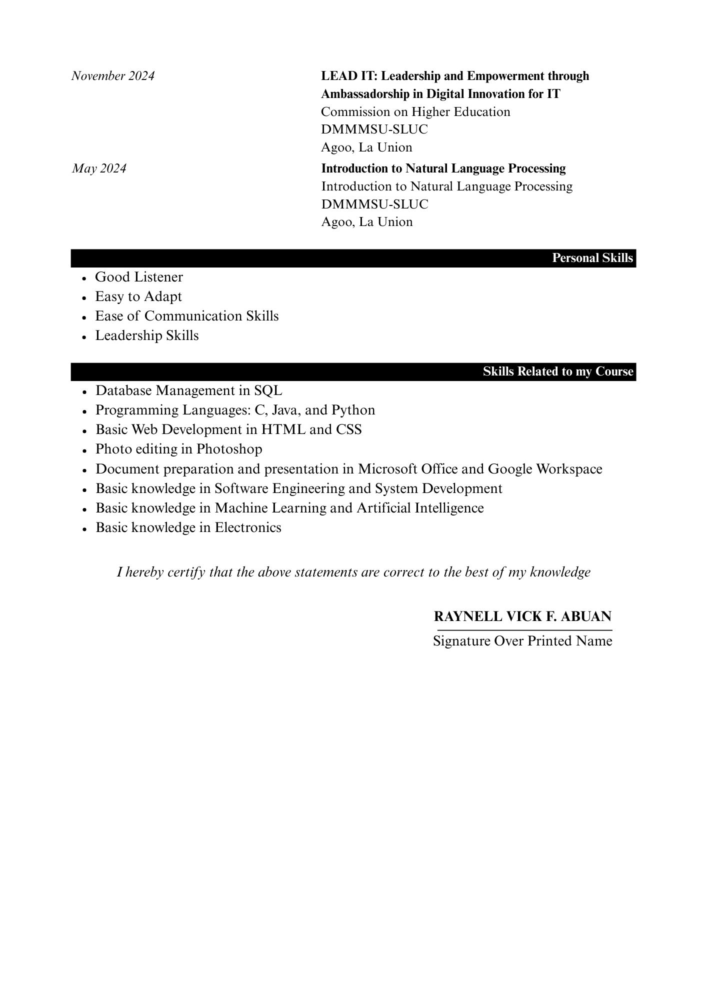 November 2024
LEAD IT: Leadership and Empowerment through
Ambassadorship in Digital Innovation for IT
Commission on Higher Education
DMMMSU-SLUC
Agoo, La Union
May 2024
Introduction to Natural Language Processing
Introduction to Natural Language Processing
DMMMSU-SLUC
Agoo, La Union
Personal Skills
• Good Listener
• Easy to Adapt
• Ease of Communication Skills
• Leadership Skills
Skills Related to my Course
• Database Management in SQL
• Programming Languages: C, Java, and Python
• Basic Web Development in HTML and CSS
• Photo editing in Photoshop
• Document preparation and presentation in Microsoft Office and Google Workspace
• Basic knowledge in Software Engineering and System Development
• Basic knowledge in Machine Learning and Artificial Intelligence
• Basic knowledge in Electronics
I hereby certify that the above statements are correct to the best of my knowledge
RAYNELL VICK F. ABUAN
Signature Over Printed Name